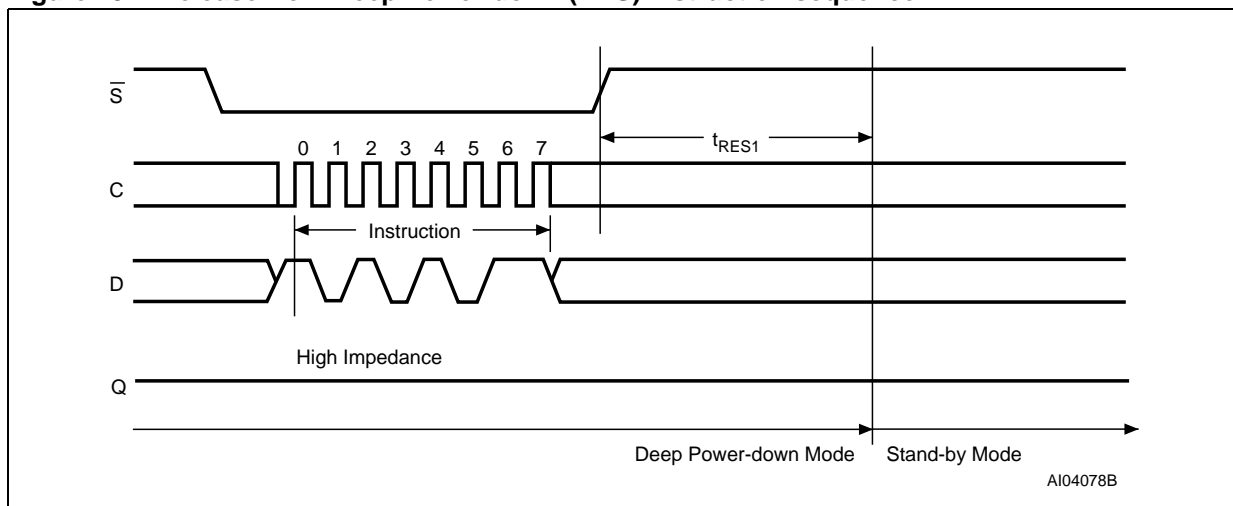 S
0 1 2 3 4 5 6 7
tRES1
C
Instruction
D
High Impedance
Q
Deep Power-down Mode Stand-by Mode
AI04078B